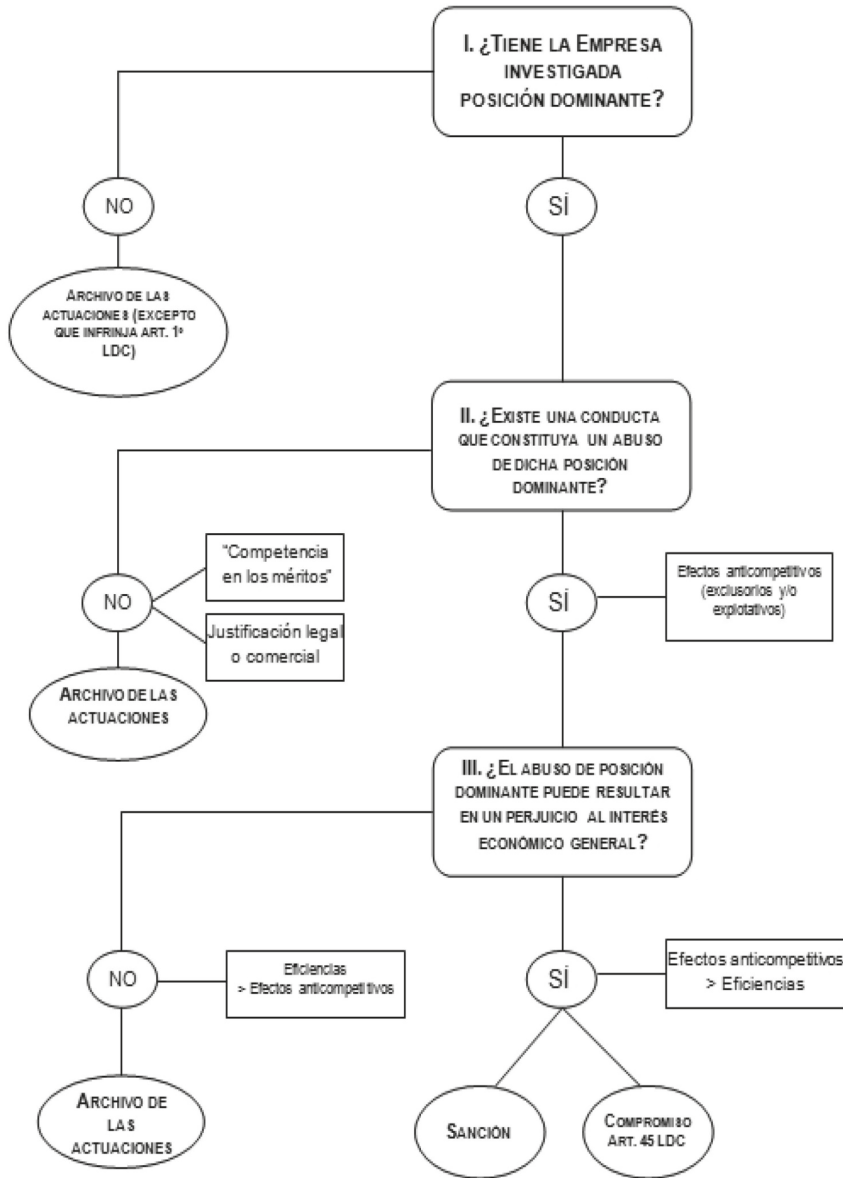 I. ¿TIENE LA EMPRESA
INVESTIGADA
POSICIÓN DOMINANTE?
NO
SÍ
ARCHIVO DE LAS
ACTUACIONES (EXCEPTO
QUE INFRINJA ART. 1º
LDC)
II. ¿EXISTE UNA CONDUCTA
QUE CONSTITUYA UN ABUSO
DE DICHA POSICIÓN
DOMINANTE?
"Competencia
en los méritos"
NO
Justificación legal
o comercial
SÍ
Efectos anticompetitivos
(exclusorios y/o
explotativos)
ARCHIVO DE LAS
ACTUACIONES
III. ¿EL ABUSO DE POSICIÓN
DOMINANTE PUEDE RESULTAR
EN UN PERJUICIO AL INTERÉS
ECONÓMICO GENERAL?
NO
Eficiencias
> Efectos anticompetitivos
SÍ
Efectos anticompetitivos
> Eficiencias
ARCHIVO DE
LAS
ACTUACIONES
SANCIÓN
COMPROMISO
ART. 45 LDC